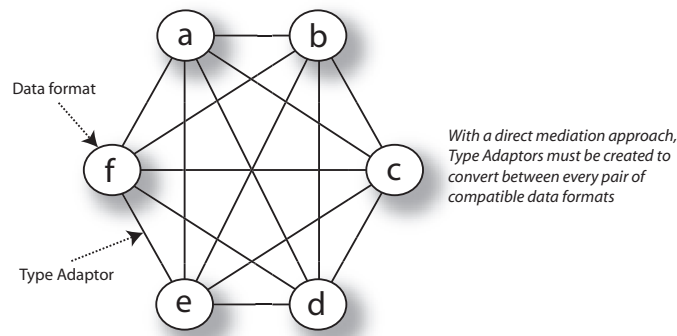 a
b
Data format
f
c
With a direct mediation approach,
Type Adaptors must be created to
convert between every pair of
compatible data formats
Type Adaptor
e
d